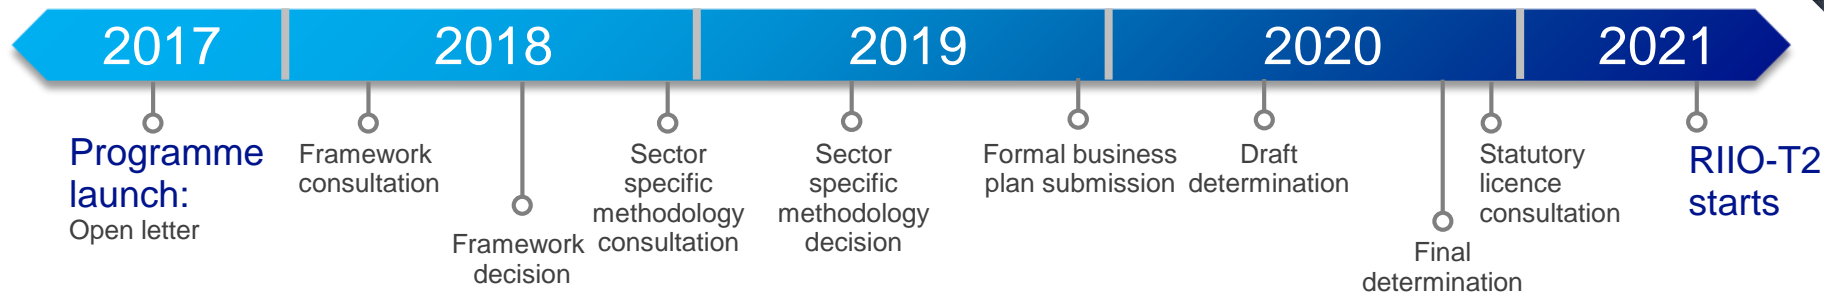 2017
2018
2019
2020
2021
Programme
launch:
Open letter
Framework
consultation
Framework
decision
Sector
specific
methodology
consultation
Sector
specific
methodology
decision
Formal business
plan submission
Draft
determination
Final
determination
Statutory
licence
consultation
RIIO-T2
starts